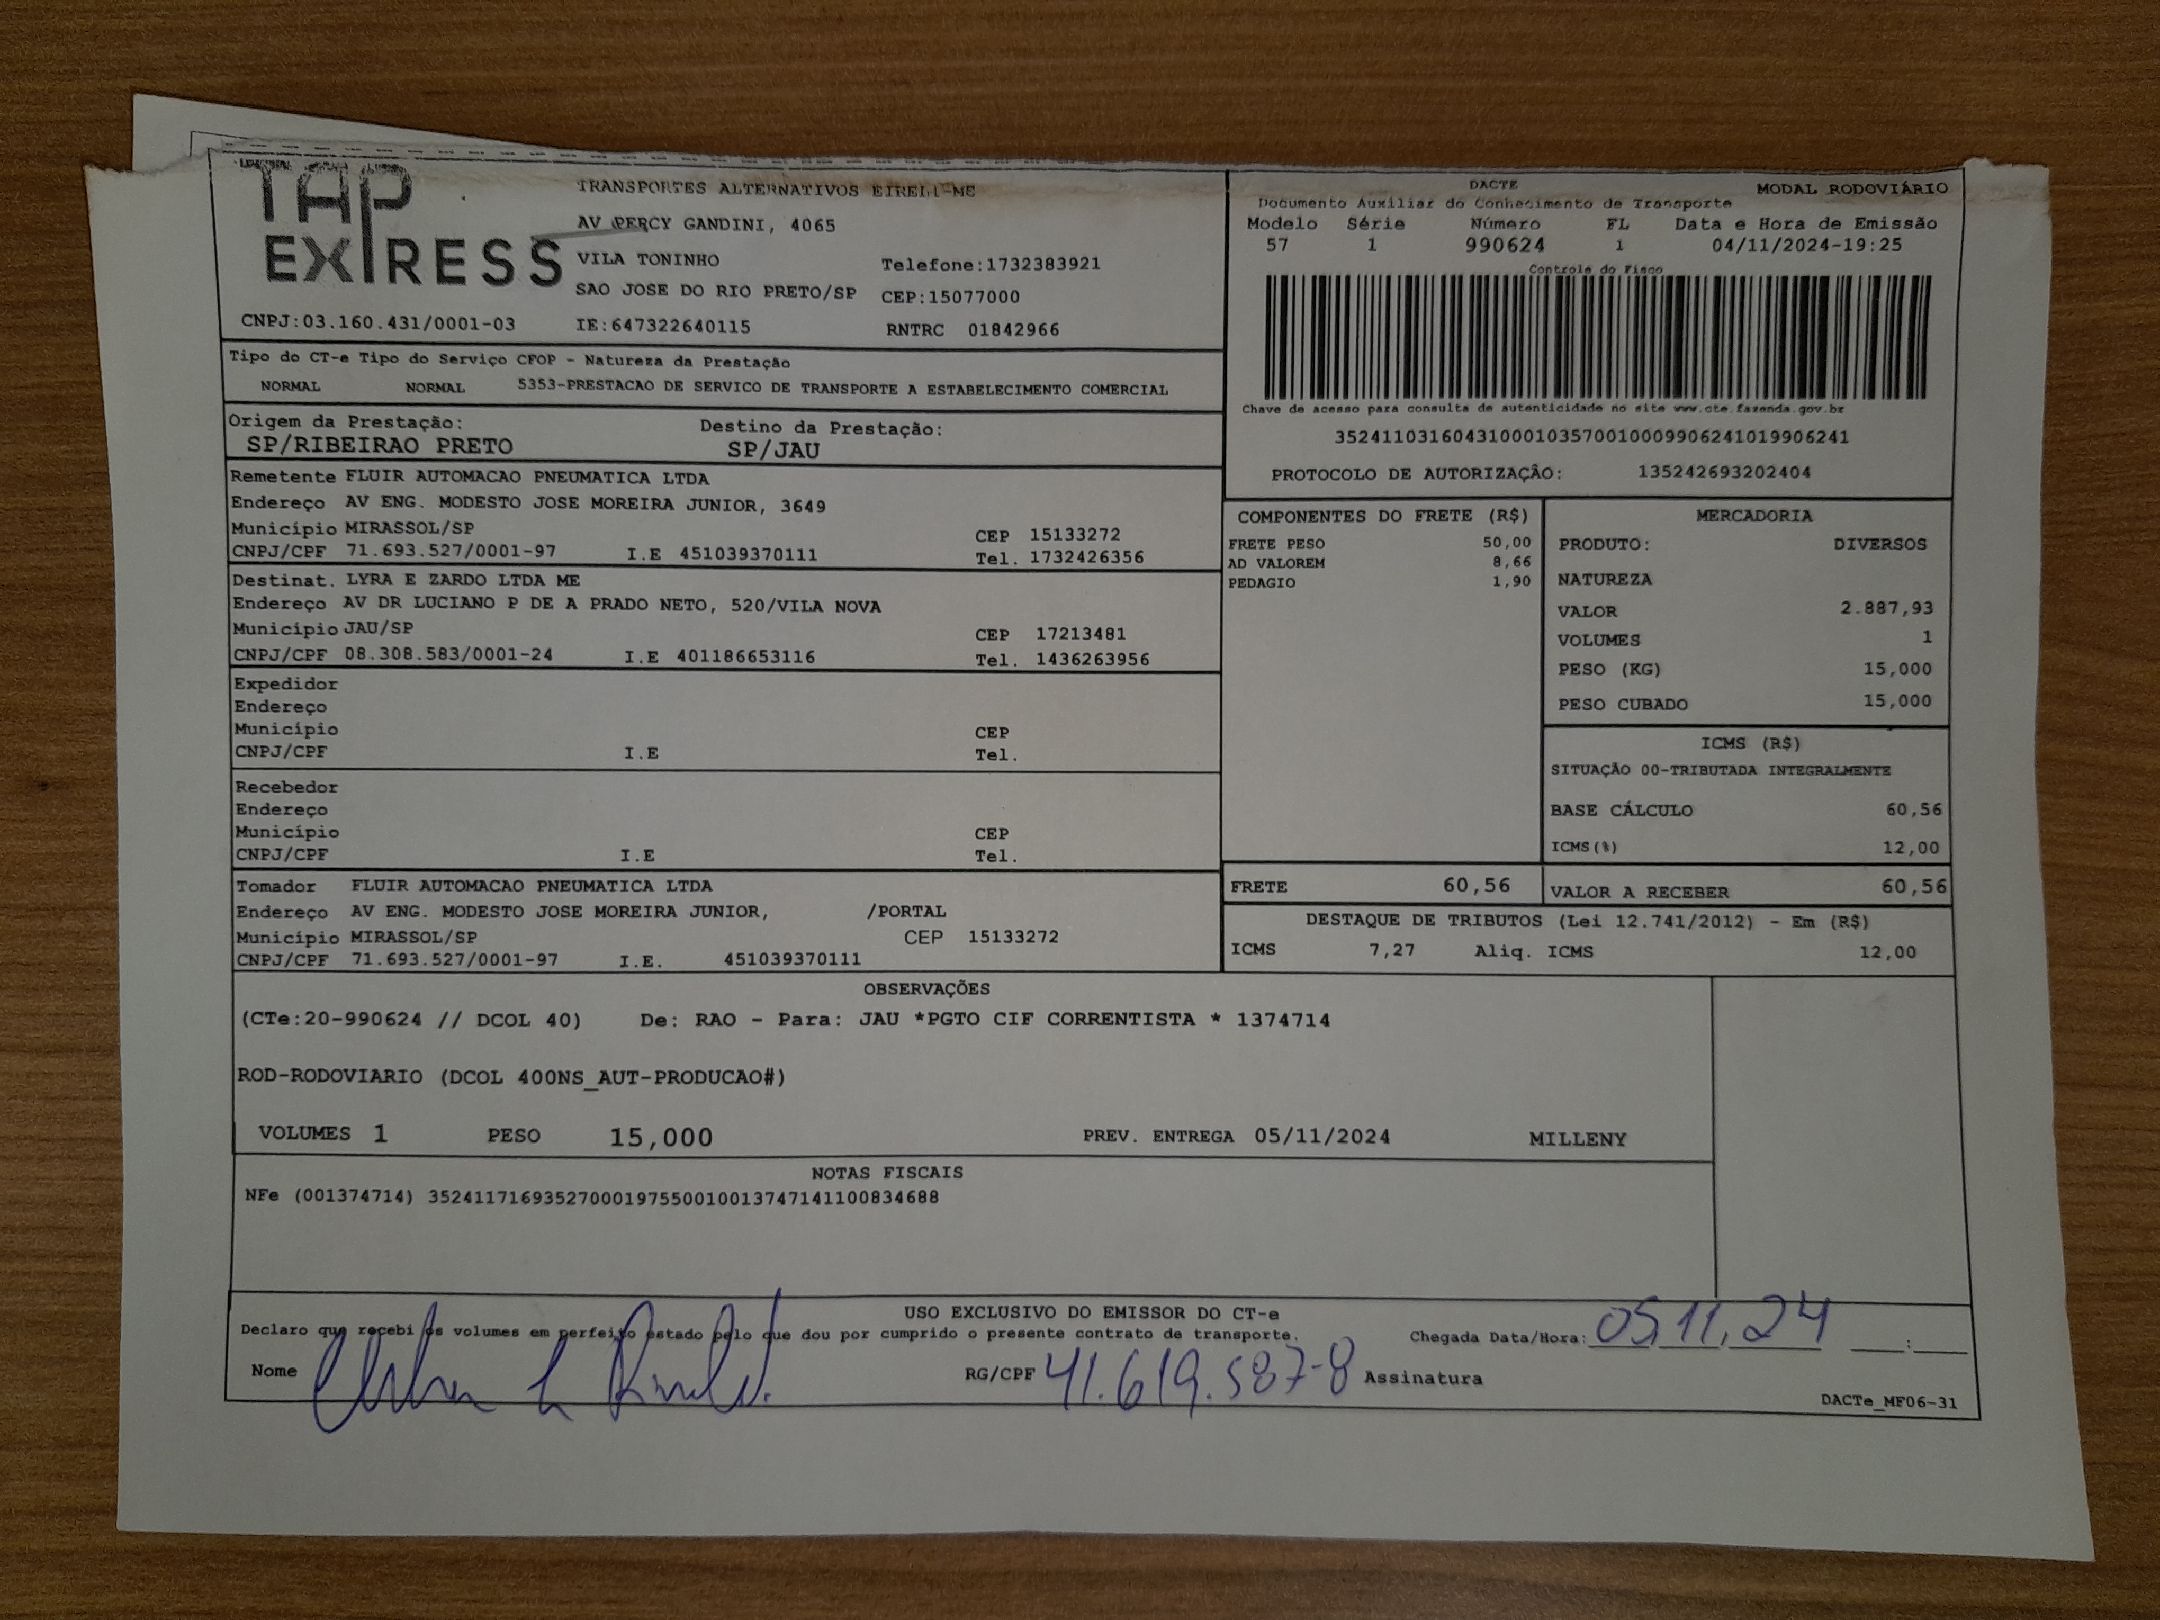 TAP
EXPRESS
TRANSPORTES ALTERNATIVOS EIRELI-ME
AV PERCY GANDINI, 4065
VILA TONINHO
Telefone:1732383921
SAO JOSE DO RIO PRETO/SP CEP:15077000
CNPJ:03.160.431/0001-03 IE:647322640115 RNTRC 01842966
DACTE MODAL RODOVIÁRIO
Documento Auxiliar do Conhecimento de Transporte
Modelo Série Número FL Data e Hora de Emissão
57 1 990624 1 04/11/2024-19:25
Controle do Fisco
Chave de acesso para consulta de autenticidade no site www.cte.fazenda.gov.br
35241103160431000103570010009906241019906241
PROTOCOLO DE AUTORIZAÇÃO: 135242693202404
Tipo do CT-e Tipo do Serviço CFOP - Natureza da Prestação
NORMAL NORMAL 5353-PRESTACAO DE SERVICO DE TRANSPORTE A ESTABELECIMENTO COMERCIAL
Origem da Prestação: Destino da Prestação:
SP/RIBEIRAO PRETO SP/JAU
Remetente FLUIR AUTOMACAO PNEUMATICA LTDA
Endereço AV ENG. MODESTO JOSE MOREIRA JUNIOR, 3649
Município MIRASSOL/SP CEP 15133272
CNPJ/CPF 71.693.527/0001-97 I.E 451039370111 Tel. 1732426356
Destinat. LYRA E ZARDO LTDA ME
Endereço AV DR LUCIANO P DE A PRADO NETO, 520/VILA NOVA
Município JAU/SP CEP 17213481
CNPJ/CPF 08.308.583/0001-24 I.E 401186653116 Tel. 1436263956
Expedidor
Endereço
Município CEP
CNPJ/CPF I.E Tel.
Recebedor
Endereço
Município CEP
CNPJ/CPF I.E Tel.
Tomador FLUIR AUTOMACAO PNEUMATICA LTDA
Endereço AV ENG. MODESTO JOSE MOREIRA JUNIOR, /PORTAL
Município MIRASSOL/SP CEP 15133272
CNPJ/CPF 71.693.527/0001-97 I.E. 451039370111
COMPONENTES DO FRETE (R$)
FRETE PESO 50,00
AD VALOREM 8,66
PEDAGIO 1,90
MERCADORIA
PRODUTO: DIVERSOS
NATUREZA
VALOR 2.887,93
VOLUMES 1
PESO (KG) 15,000
PESO CUBADO 15,000
ICMS (R$)
SITUAÇÃO 00-TRIBUTADA INTEGRALMENTE
BASE CÁLCULO 60,56
ICMS(%) 12,00
FRETE 60,56 VALOR A RECEBER 60,56
DESTAQUE DE TRIBUTOS (Lei 12.741/2012) - Em (R$)
ICMS 7,27 Aliq. ICMS 12,00
OBSERVAÇÕES
(CTe:20-990624 // DCOL 40) De: RAO - Para: JAU *PGTO CIF CORRENTISTA * 1374714
ROD-RODOVIARIO (DCOL 400NS_AUT-PRODUCAO#)
VOLUMES 1 PESO 15,000 PREV. ENTREGA 05/11/2024 MILLENY
NOTAS FISCAIS
NFe (001374714) 35241171693527000197550010013747141100834688
USO EXCLUSIVO DO EMISSOR DO CT-e
Declaro que recebi os volumes em perfeito estado pelo que dou por cumprido o presente contrato de transporte. Chegada Data/Hora: 05,11,24 :
Nome RG/CPF 41.619.587-8 Assinatura
DACTe_MF06-31